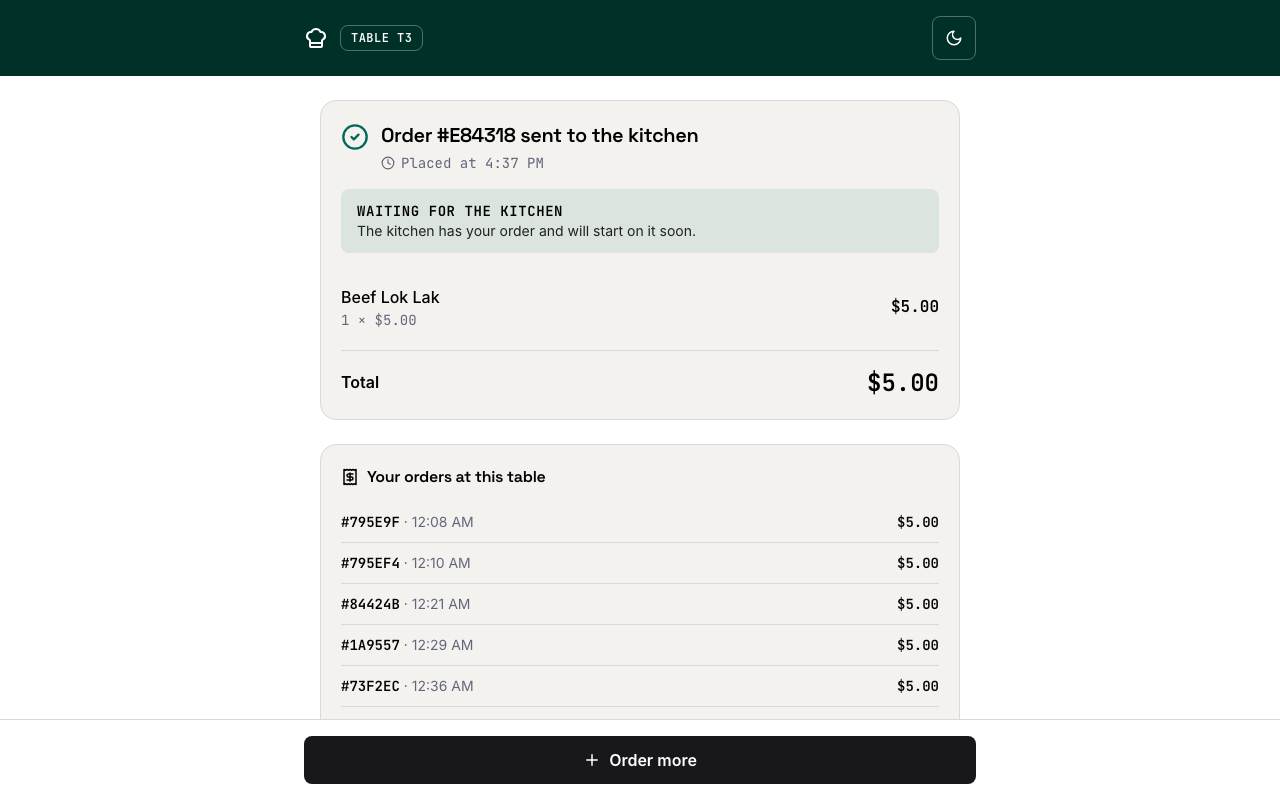 TABLE T3
Order #E84318 sent to the kitchen
Placed at 4:37 PM
WAITING FOR THE KITCHEN
The kitchen has your order and will start on it soon.
Beef Lok Lak
1 × $5.00
$5.00
Total
$5.00
Your orders at this table
#795E9F · 12:08 AM $5.00
#795EF4 · 12:10 AM $5.00
#84424B · 12:21 AM $5.00
#1A9557 · 12:29 AM $5.00
#73F2EC · 12:36 AM $5.00
Order more